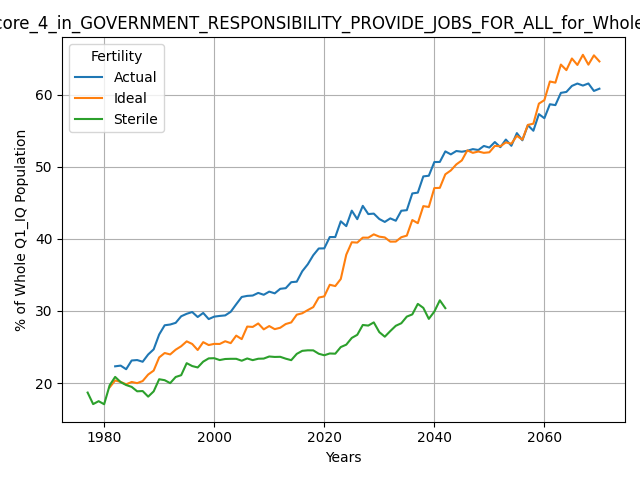 core_4_in_GOVERNMENT_RESPONSIBILITY_PROVIDE_JOBS_FOR_ALL_for_Whole
Fertility
Actual
Ideal
Sterile
% of Whole Q1_IQ Population
60
50
40
30
20
1980
2000
2020
2040
2060
Years